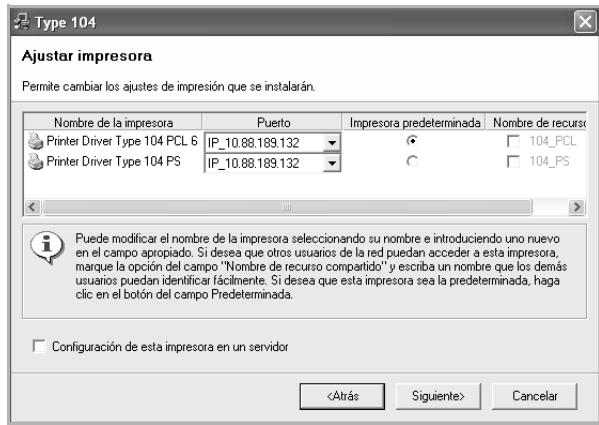 Type 104
Ajustar impresora
Permite cambiar los ajustes de impresión que se instalarán.
Nombre de la impresora Puerto Impresora predeterminada Nombre de recurso
Printer Driver Type 104 PCL 6 IP_10.88.189.132 104_PCL
Printer Driver Type 104 PS IP_10.88.189.132 104_PS
Puede modificar el nombre de la impresora seleccionando su nombre e introduciendo uno nuevo
en el campo apropiado. Si desea que otros usuarios de la red puedan acceder a esta impresora,
marque la opción del campo "Nombre de recurso compartido" y escriba un nombre que los demás
usuarios puedan identificar fácilmente. Si desea que esta impresora sea la predeterminada, haga
clic en el botón del campo Predeterminada.
Configuración de esta impresora en un servidor
<Atrás Siguiente> Cancelar